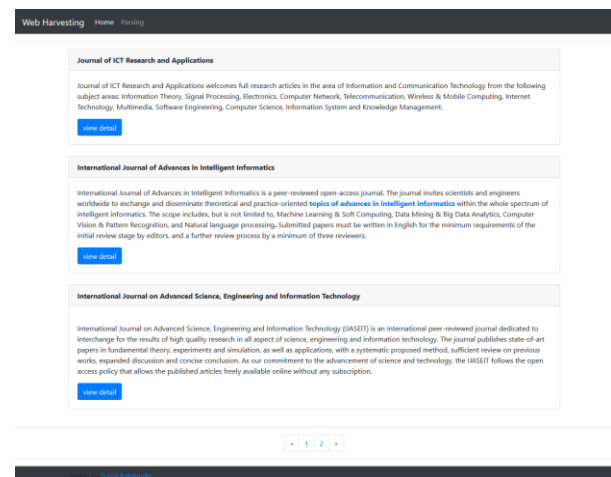 Web Harvesting Home Parsing
Journal of ICT Research and Applications
Journal of ICT Research and Applications welcomes full research articles in the area of Information and Communication Technology from the following
subject areas: Information Theory, Signal Processing, Electronics, Computer Network, Telecommunication, Wireless & Mobile Computing, Internet
Technology, Multimedia, Software Engineering, Computer Science, Information System and Knowledge Management.
view detail
International Journal of Advances in Intelligent Informatics
International Journal of Advances in Intelligent Informatics is a peer-reviewed open-access journal. The journal invites scientists and engineers
worldwide to exchange and disseminate theoretical and practice-oriented topics of advances in intelligent informatics within the whole spectrum of
intelligent informatics. The scope includes, but is not limited to, Machine Learning & Soft Computing, Data Mining & Big Data Analytics, Computer
Vision & Pattern Recognition, and Natural language processing. Submitted papers must be written in English for the minimum requirements of the
initial review stage by editors, and a further review process by a minimum of three reviewers.
view detail
International Journal on Advanced Science, Engineering and Information Technology
International Journal on Advanced Science, Engineering and Information Technology (IJASEIT) is an international peer-reviewed journal dedicated to
interchange for the results of high quality research in all aspect of science, engineering and information technology. The journal publishes state-of-art
papers in fundamental theory, experiments and simulation, as well as applications, with a systematic proposed method, sufficient review on previous
works, expanded discussion and concise conclusion. As our commitment to the advancement of science and technology, the IJASEIT follows the open
access policy that allows the published articles freely available online without any subscription.
view detail
« 1 2 »